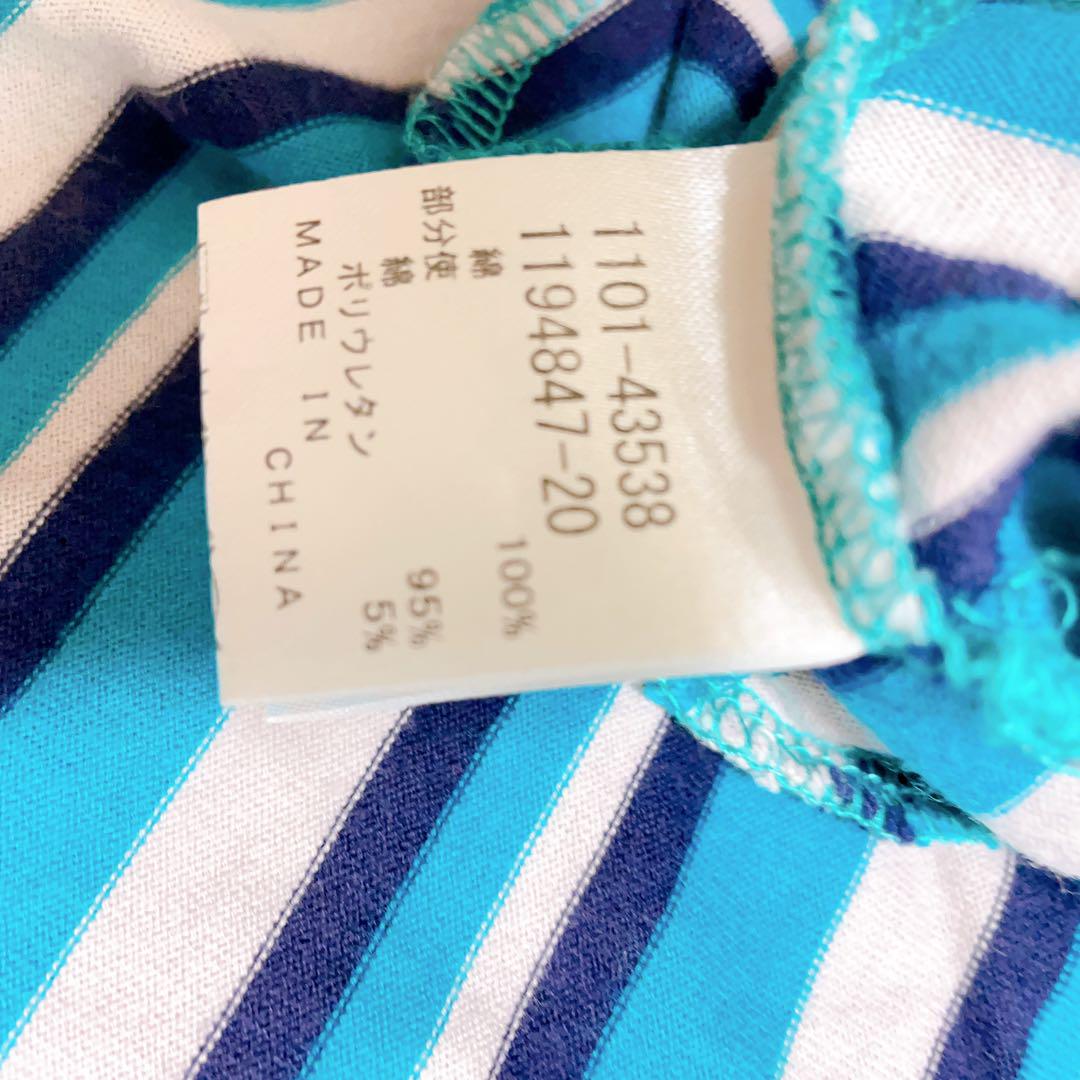 1101-43538
1194847-20
綿 100%
部分使
綿 95%
ポリウレタン 5%
MADE IN
CHINA